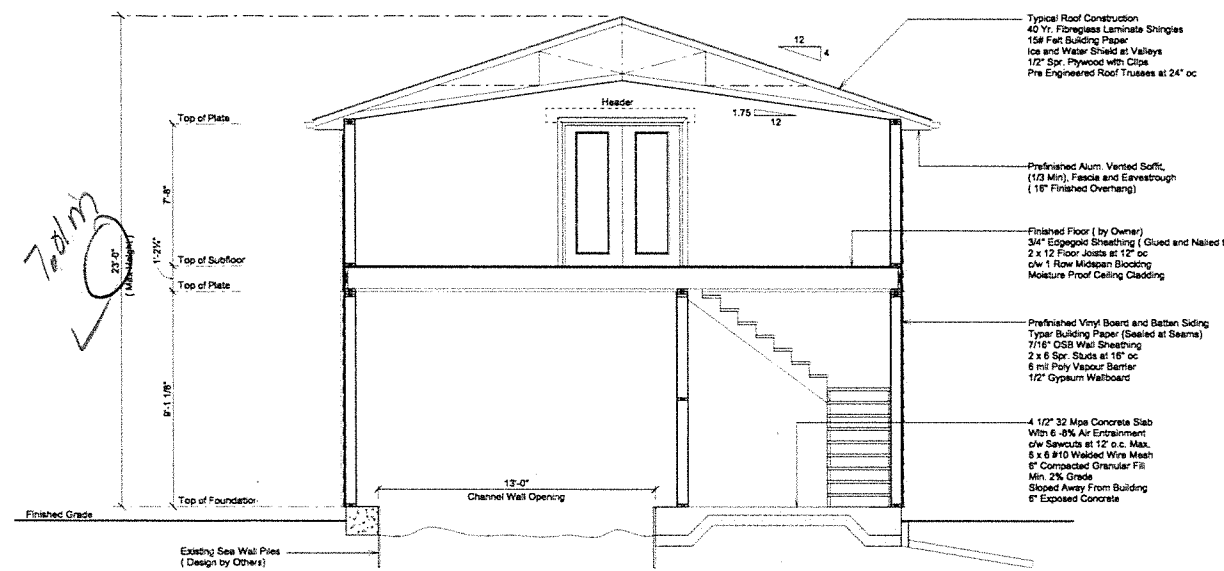 Typical Roof Construction
40 Yr. Fibreglass Laminate Shingles
15# Felt Building Paper
Ice and Water Shield at Valleys
1/2" Spr. Plywood with Clips
Pre Engineered Roof Trusses at 24" oc
12
4
Header
1.75
12
Top of Plate
Prefinished Alum. Vented Soffit,
(1/3 Min), Fascia and Eavestrough
( 16" Finished Overhang)
7'-8"
7.01m
23'-0"
( Max Height )
1'-2¼"
Top of Subfloor
Top of Plate
Finished Floor ( by Owner)
3/4" Edgegold Sheathing ( Glued and Nailed
2 x 12 Floor Joists at 12" oc
c/w 1 Row Midspan Blocking
Moisture Proof Ceiling Cladding
Prefinished Vinyl Board and Batten Siding
Typar Building Paper (Sealed at Seams)
7/16" OSB Wall Sheathing
2 x 6 Spr. Studs at 16" oc
6 mil Poly Vapour Barrier
1/2" Gypsum Wallboard
9'-1 1/8"
4 1/2" 32 Mpa Concrete Slab
With 6 -8% Air Entrainment
c/w Sawcuts at 12' o.c. Max.
6 x 6 #10 Welded Wire Mesh
6" Compacted Granular Fill
Min. 2% Grade
Sloped Away From Building
6" Exposed Concrete
13'-0"
Channel Wall Opening
Top of Foundation
Finished Grade
Existing Sea Wall Piles
( Design by Others)